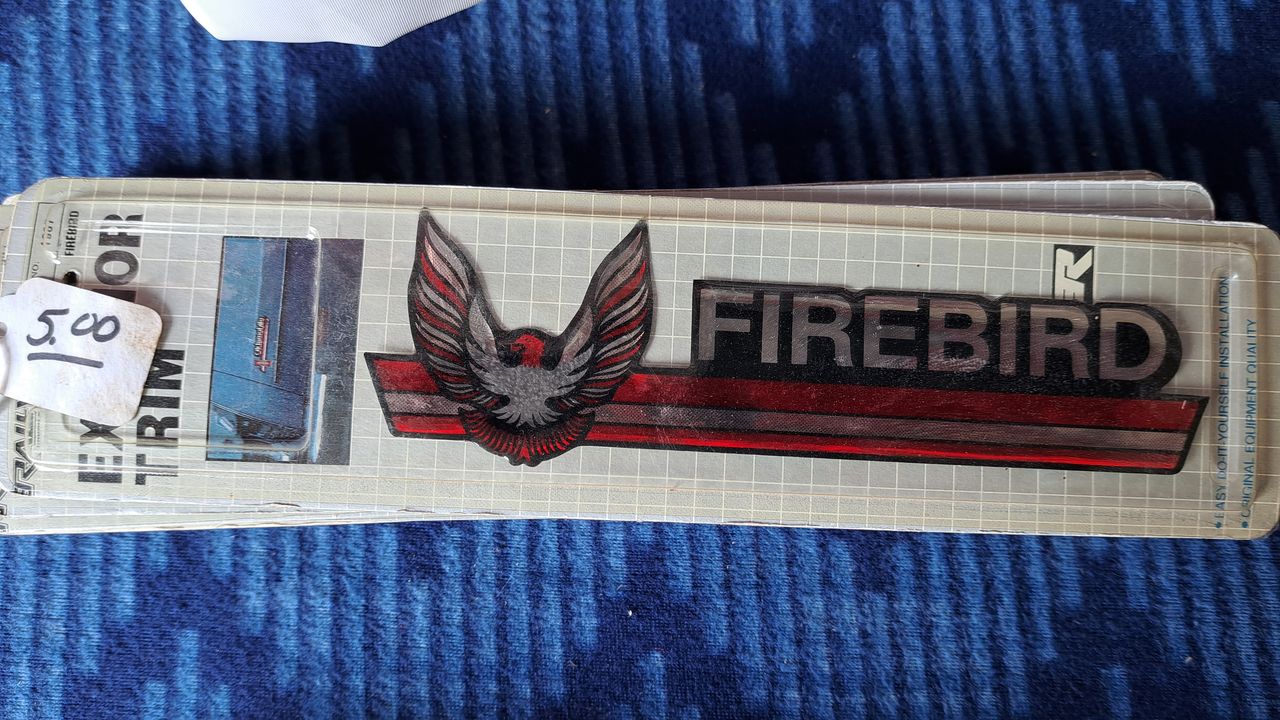 FIREBIRD
5.00
TRIM
FIREBIRD
• EASY DO-IT-YOURSELF INSTALLATION
• ORIGINAL EQUIPMENT QUALITY